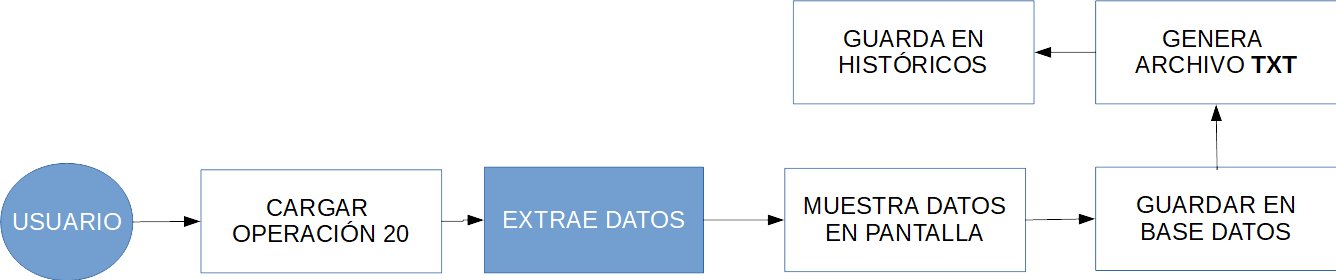 GUARDA EN
HISTÓRICOS
GENERA
ARCHIVO TXT
USUARIO
CARGAR
OPERACIÓN 20
EXTRAE DATOS
MUESTRA DATOS
EN PANTALLA
GUARDAR EN
BASE DATOS